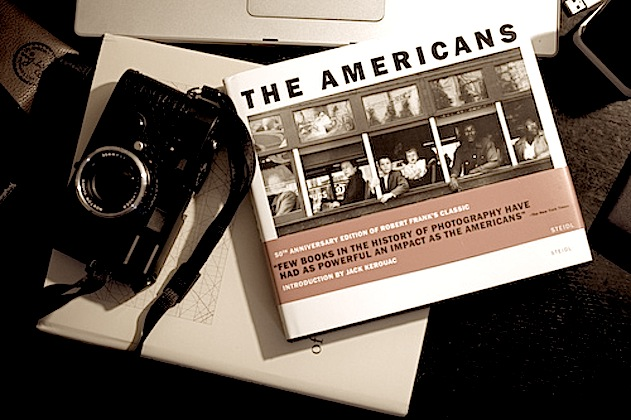 THE AMERICANS
50TH ANNIVERSARY EDITION OF ROBERT FRANK'S CLASSIC
"FEW BOOKS IN THE HISTORY OF PHOTOGRAPHY HAVE
HAD AS POWERFUL AN IMPACT AS THE AMERICANS" -The New York Times
INTRODUCTION BY JACK KEROUAC
STEIDL
STEIDL